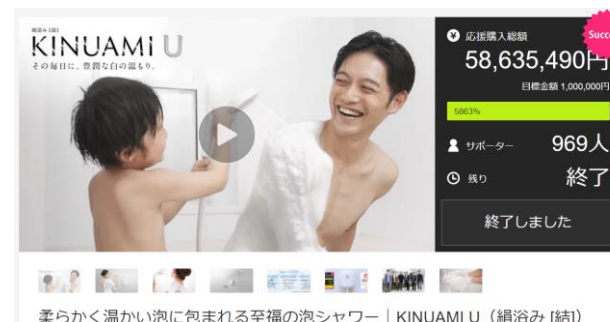 KINUAMI U
その毎日に、豊潤な白の温もり。
応援購入総額
Succe
58,635,490円
目標金額 1,000,000円
5863%
サポーター 969人
残り 終了
終了しました
柔らかく温かい泡に包まれる至福の泡シャワー｜KINUAMI U（絹浴み [結]）